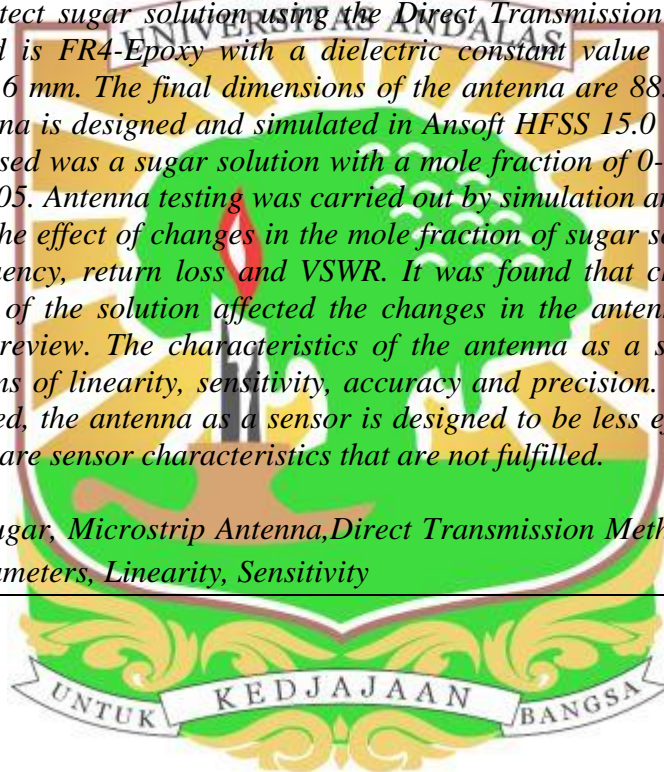 tect sugar solution using the Direct Transmission
UNIVERSITAS ANDALAS
d is FR4-Epoxy with a dielectric constant value
6 mm. The final dimensions of the antenna are 88.
na is designed and simulated in Ansoft HFSS 15.0
sed was a sugar solution with a mole fraction of 0-
05. Antenna testing was carried out by simulation an
he effect of changes in the mole fraction of sugar so
uency, return loss and VSWR. It was found that c
of the solution affected the changes in the anten
review. The characteristics of the antenna as a s
ns of linearity, sensitivity, accuracy and precision.
ed, the antenna as a sensor is designed to be less e
are sensor characteristics that are not fulfilled.
ugar, Microstrip Antenna,Direct Transmission Meth
ameters, Linearity, Sensitivity
UNTUK KEDJAJAAN BANGSA